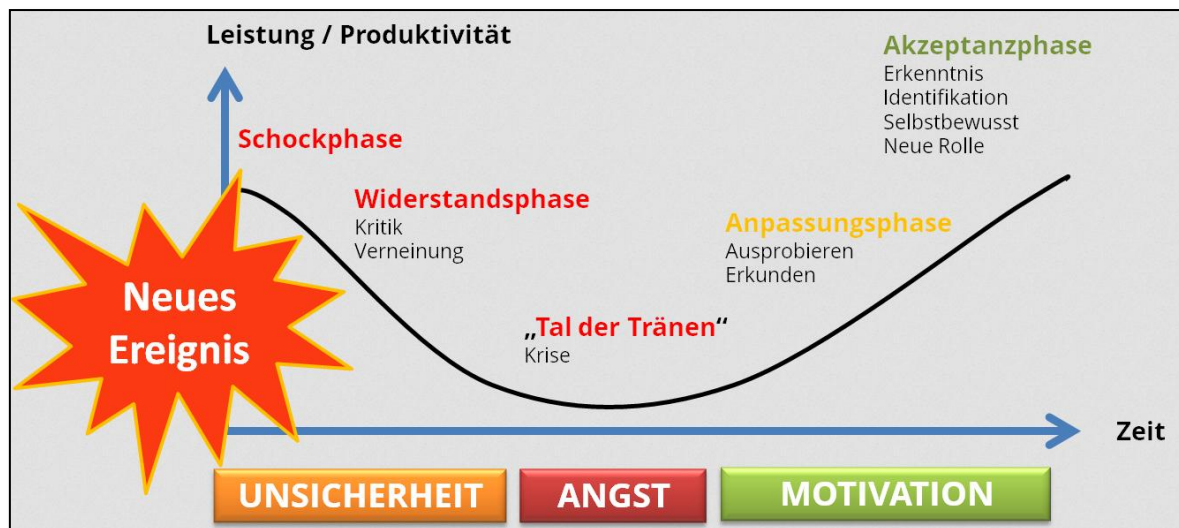 Leistung / Produktivität
Akzeptanzphase
Erkenntnis
Identifikation
Selbstbewusst
Neue Rolle
Schockphase
Widerstandsphase
Kritik
Verneinung
Anpassungsphase
Ausprobieren
Erkunden
Neues
Ereignis
„Tal der Tränen“
Krise
Zeit
UNSICHERHEIT
ANGST
MOTIVATION